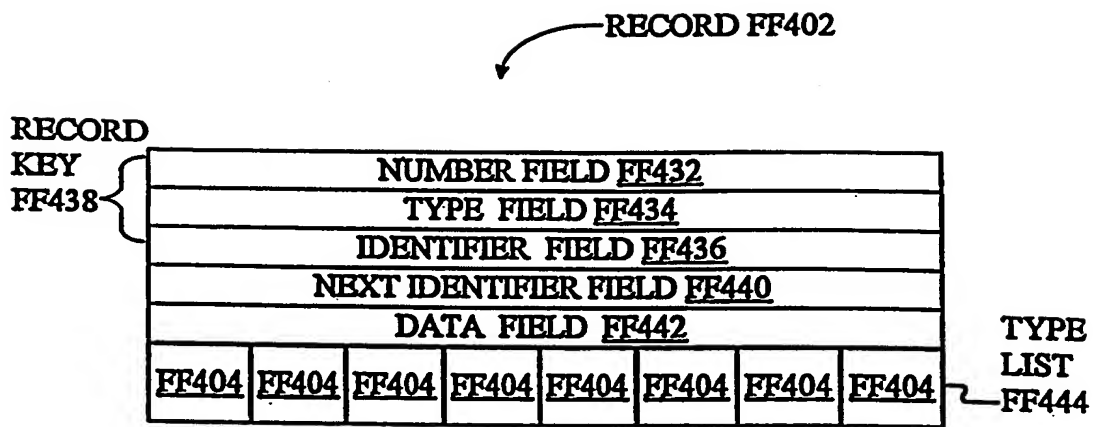 RECORD FF402
RECORD
KEY
FF438
NUMBER FIELD FF432
TYPE FIELD FF434
IDENTIFIER FIELD FF436
NEXT IDENTIFIER FIELD FF440
DATA FIELD FF442
FF404 FF404 FF404 FF404 FF404 FF404 FF404 FF404
TYPE
LIST
FF444